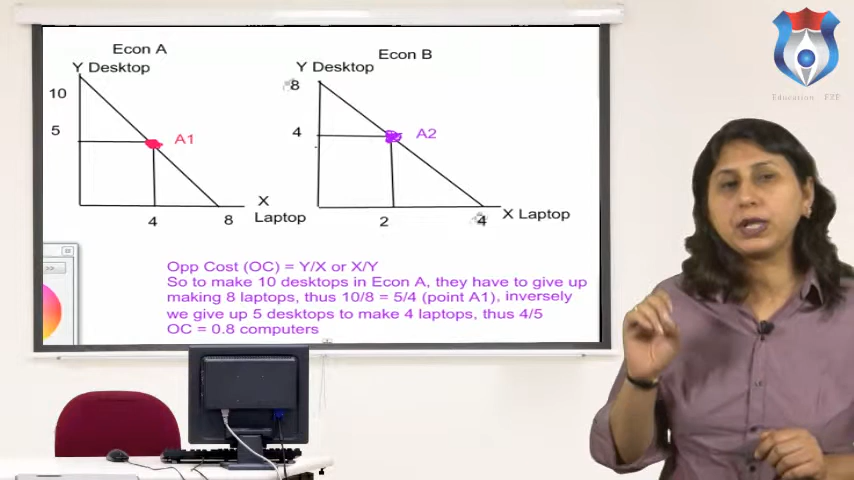 Econ A
Y Desktop
10
5
A1
4
8
X
Laptop
Econ B
Y Desktop
8
4
A2
2
4
X Laptop
Opp Cost (OC) = Y/X or X/Y
So to make 10 desktops in Econ A, they have to give up
making 8 laptops, thus 10/8 = 5/4 (point A1), inversely
we give up 5 desktops to make 4 laptops, thus 4/5
OC = 0.8 computers
>>
Education EZE